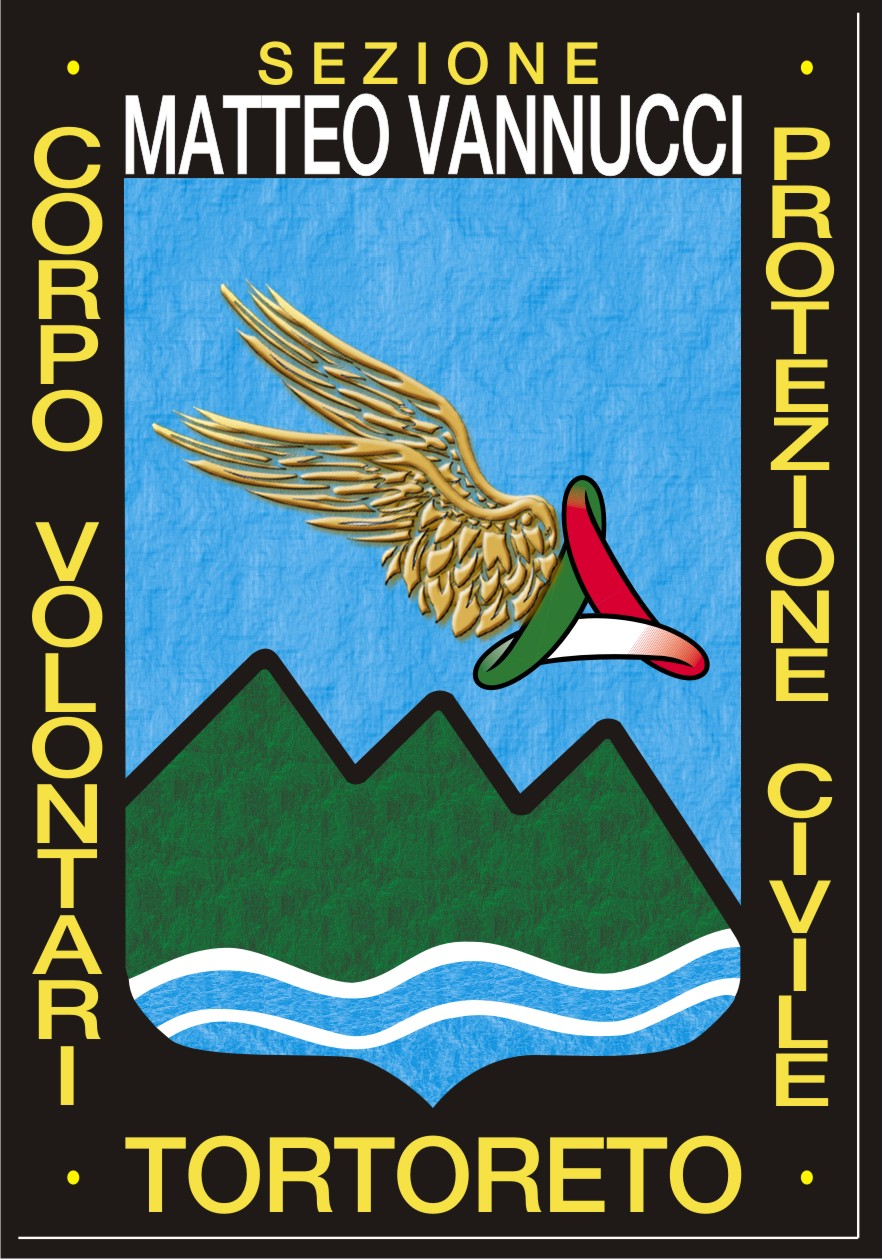 SEZIONE
MATTEO VANNUCCI
CORPO VOLONTARI
PROTEZIONE CIVILE
TORTORETO